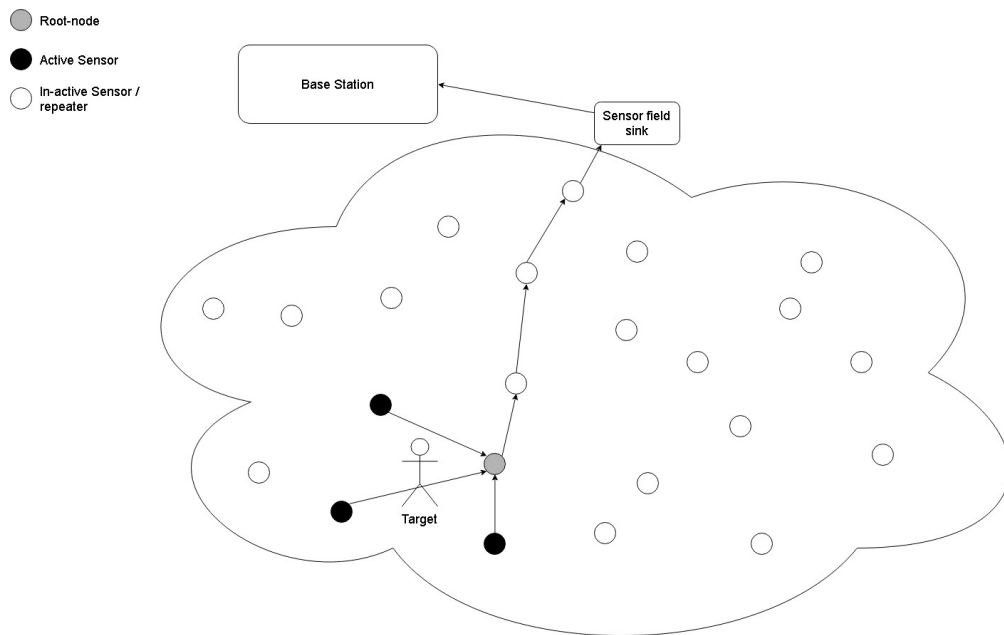 Root-node
Active Sensor
In-active Sensor /
repeater
Base Station
Sensor field
sink
Target